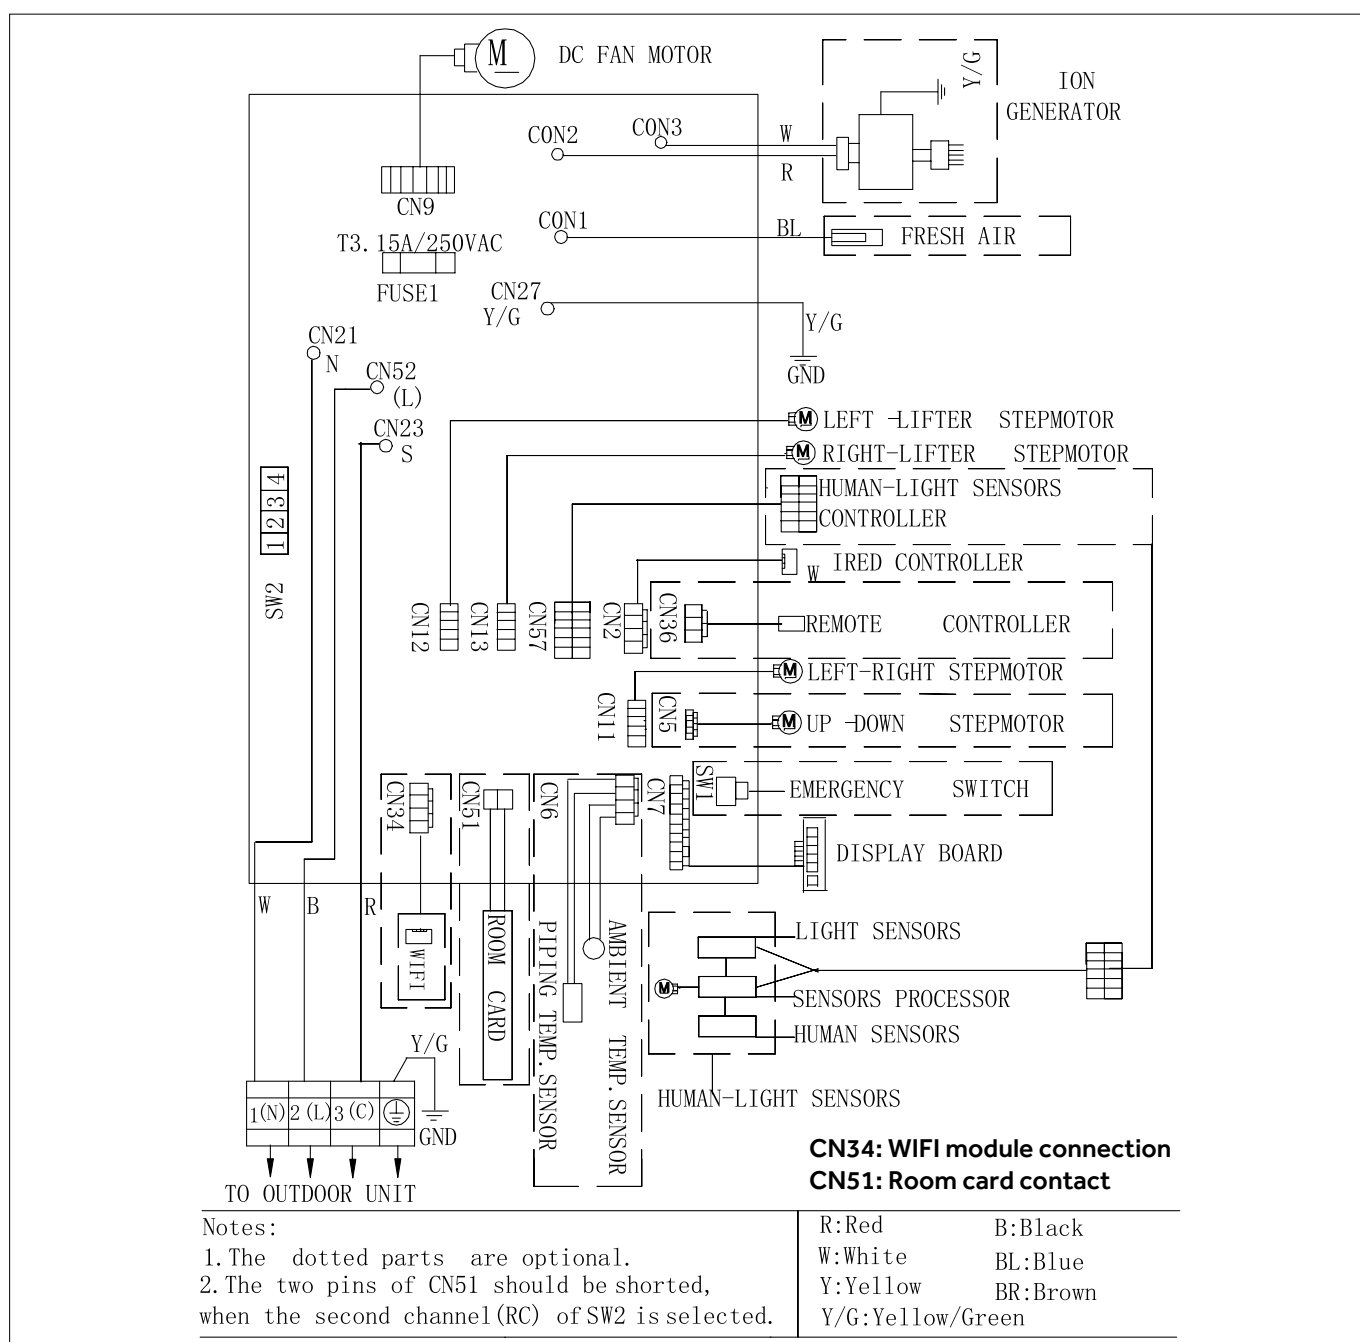 M DC FAN MOTOR
Y/G
ION
GENERATOR
CON2
CON3
W
R
CN9
CON1
BL
FRESH AIR
T3.15A/250VAC
FUSE1
CN27
Y/G
Y/G
GND
CN21
N
CN52
(L)
CN23
S
M LEFT-LIFTER STEPMOTOR
M RIGHT-LIFTER STEPMOTOR
HUMAN-LIGHT SENSORS
CONTROLLER
1 2 3 4
SW2
W IRED CONTROLLER
CN12
CN13
CN57
CN2
CN36
REMOTE CONTROLLER
M LEFT-RIGHT STEPMOTOR
CN11
CN5
M UP-DOWN STEPMOTOR
CN34
CN51
CN6
CN7
SW1
EMERGENCY SWITCH
DISPLAY BOARD
W
B
R
WIFI
ROOM CARD
PIPING TEMP.SENSOR
AMBIENT TEMP.SENSOR
LIGHT SENSORS
M
SENSORS PROCESSOR
HUMAN SENSORS
HUMAN-LIGHT SENSORS
Y/G
1(N) 2(L) 3(C)
GND
TO OUTDOOR UNIT
CN34: WIFI module connection
CN51: Room card contact
Notes:
1.The dotted parts are optional.
2.The two pins of CN51 should be shorted,
when the second channel(RC) of SW2 is selected.
R:Red B:Black
W:White BL:Blue
Y:Yellow BR:Brown
Y/G:Yellow/Green